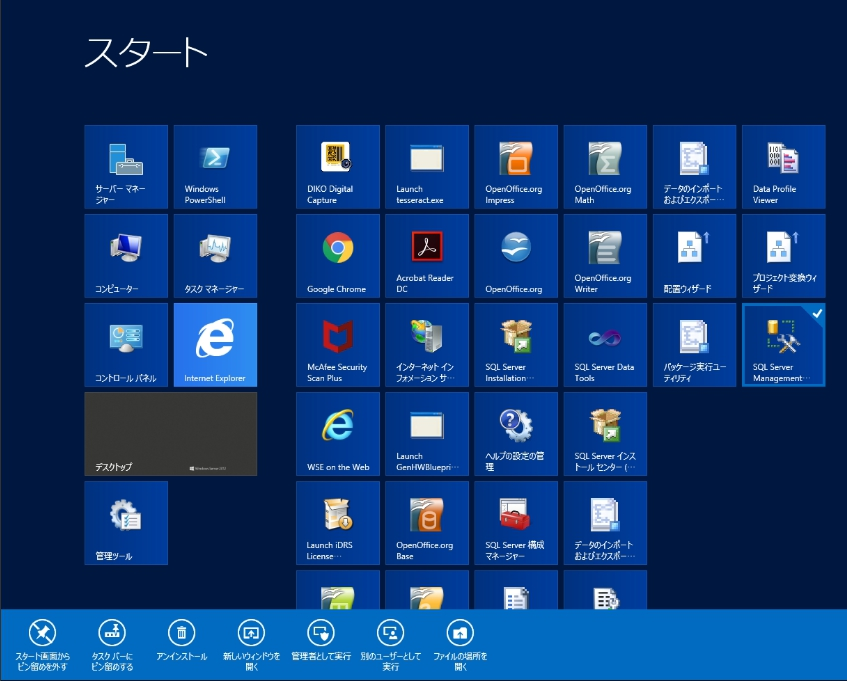 スタート
サーバー マネー
ジャー
Windows
PowerShell
DIKO Digital
Capture
Launch
tesseract.exe
OpenOffice.org
Impress
OpenOffice.org
Math
データのインポート
およびエクスポー…
Data Profile
Viewer
コンピューター
タスク マネージャー
Google Chrome
Acrobat Reader
DC
OpenOffice.org
OpenOffice.org
Writer
配置ウィザード
プロジェクト変換ウィ
ザード
コントロール パネル
Internet Explorer
McAfee Security
Scan Plus
インターネット イン
フォメーション サ…
SQL Server
Installation…
SQL Server Data
Tools
パッケージ実行ユー
ティリティ
SQL Server
Management…
デスクトップ
WSE on the Web
Launch
GenHWBluepri…
ヘルプの設定の管
理
SQL Server インス
トール センター (…
管理ツール
Launch iDRS
License…
OpenOffice.org
Base
SQL Server 構成
マネージャー
データのインポート
およびエクスポー…
スタート画面から
ピン留めを外す
タスク バーに
ピン留めする
アンインストール
新しいウィンドウを
開く
管理者として実行
別のユーザーとして
実行
ファイルの場所を
開く